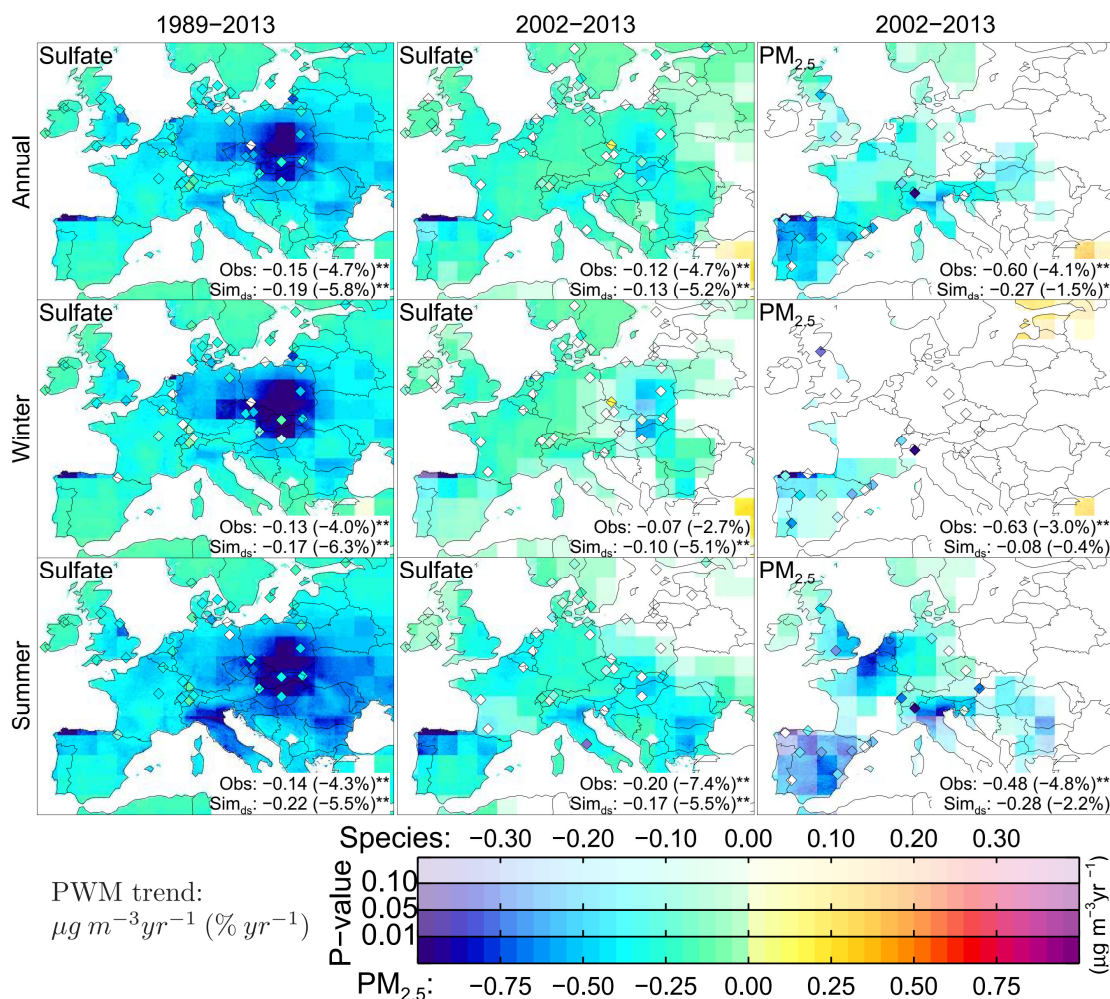 1989−2013 2002−2013 2002−2013
Annual
Sulfate
Obs: −0.15 (−4.7%)**
Sim_ds: −0.19 (−5.8%)**
Sulfate
Obs: −0.12 (−4.7%)**
Sim_ds: −0.13 (−5.2%)**
PM2.5
Obs: −0.60 (−4.1%)**
Sim_ds: −0.27 (−1.5%)*
Winter
Sulfate
Obs: −0.13 (−4.0%)**
Sim_ds: −0.17 (−6.3%)**
Sulfate
Obs: −0.07 (−2.7%)
Sim_ds: −0.10 (−5.1%)**
PM2.5
Obs: −0.63 (−3.0%)**
Sim_ds: −0.08 (−0.4%)
Summer
Sulfate
Obs: −0.14 (−4.3%)**
Sim_ds: −0.22 (−5.5%)**
Sulfate
Obs: −0.20 (−7.4%)**
Sim_ds: −0.17 (−5.5%)**
PM2.5
Obs: −0.48 (−4.8%)**
Sim_ds: −0.28 (−2.2%)
PWM trend:
μg m−3yr−1 (% yr−1)
Species: −0.30 −0.20 −0.10 0.00 0.10 0.20 0.30
P−value
0.10
0.05
0.01
(μg m−3yr−1)
PM2.5 −0.75 −0.50 −0.25 0.00 0.25 0.50 0.75